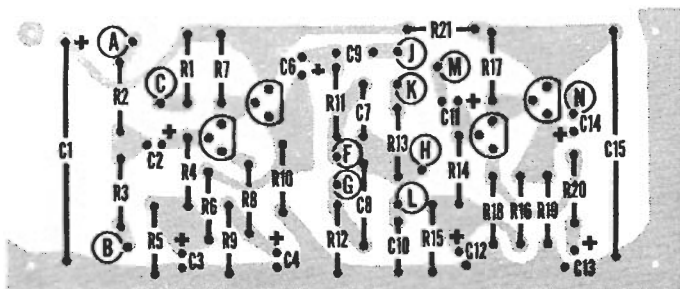 R21
A
J
R1
R7
C6
+
C9
M
R17
+
C
K
N
R2
R11
C7
C11
+
C14
+
C1
C2
+
R13
C15
F
H
R4
R10
R14
R3
R6
R8
G
L
R20
R5
R9
R12
C8
C10
R15
R18
R16
R19
B
+
C3
+
C4
+
C12
+
C13